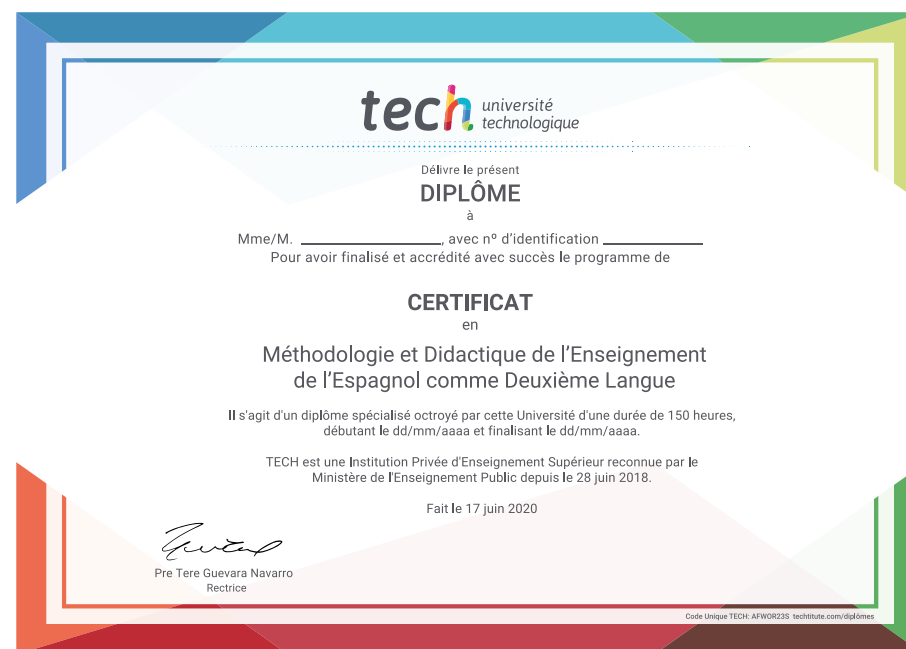 tech université
technologique
Délivre le présent
DIPLÔME
à
Mme/M. ____________________, avec nº d'identification ______________
Pour avoir finalisé et accrédité avec succès le programme de
CERTIFICAT
en
Méthodologie et Didactique de l'Enseignement
de l'Espagnol comme Deuxième Langue
Il s'agit d'un diplôme spécialisé octroyé par cette Université d'une durée de 150 heures,
débutant le dd/mm/aaaa et finalisant le dd/mm/aaaa.
TECH est une Institution Privée d'Enseignement Supérieur reconnue par le
Ministère de l'Enseignement Public depuis le 28 juin 2018.
Fait le 17 juin 2020
Pre Tere Guevara Navarro
Rectrice
Code Unique TECH: AFWOR23S techtitute.com/diplômes